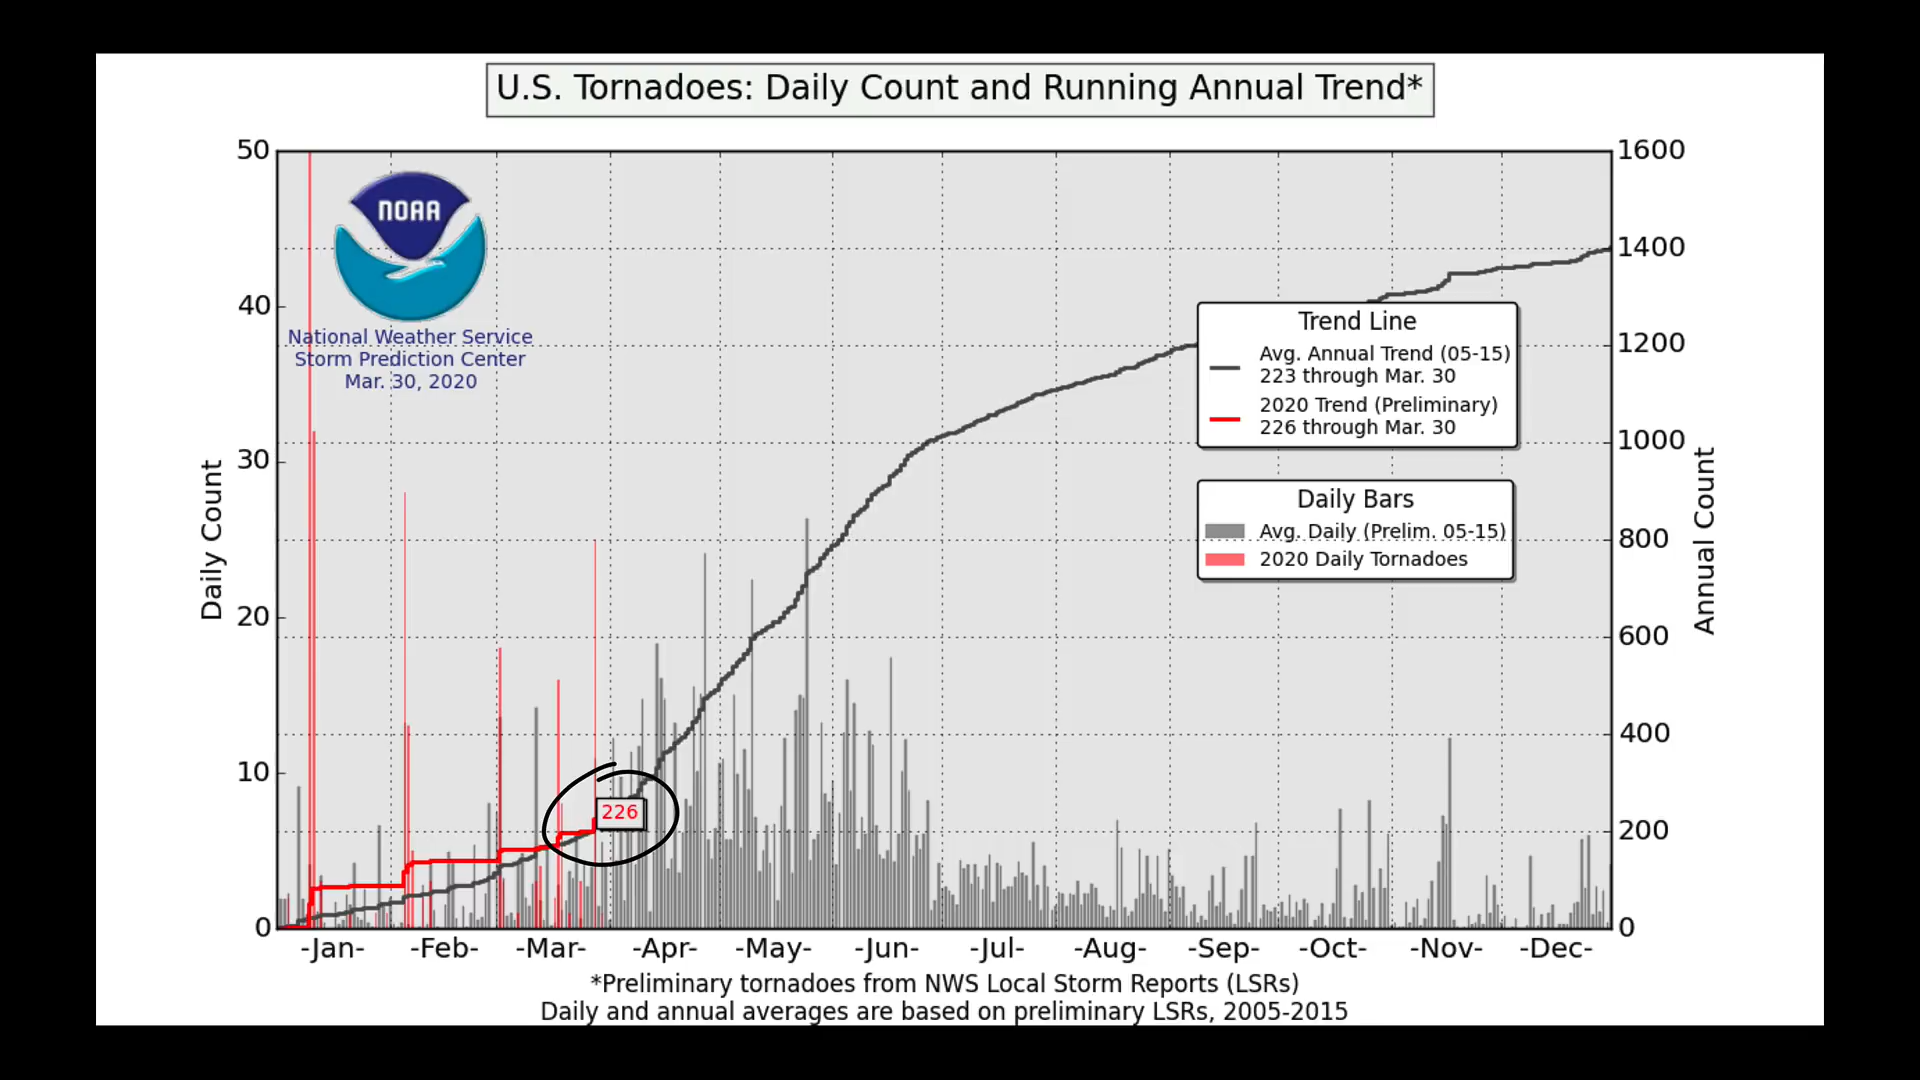 U.S. Tornadoes: Daily Count and Running Annual Trend*
50
40
30
20
10
0
Daily Count
1600
1400
1200
1000
800
600
400
200
0
Annual Count
NOAA
National Weather Service
Storm Prediction Center
Mar. 30, 2020
Trend Line
Avg. Annual Trend (05-15)
223 through Mar. 30
2020 Trend (Preliminary)
226 through Mar. 30
Daily Bars
Avg. Daily (Prelim. 05-15)
2020 Daily Tornadoes
226
-Jan- -Feb- -Mar- -Apr- -May- -Jun- -Jul- -Aug- -Sep- -Oct- -Nov- -Dec-
*Preliminary tornadoes from NWS Local Storm Reports (LSRs)
Daily and annual averages are based on preliminary LSRs, 2005-2015